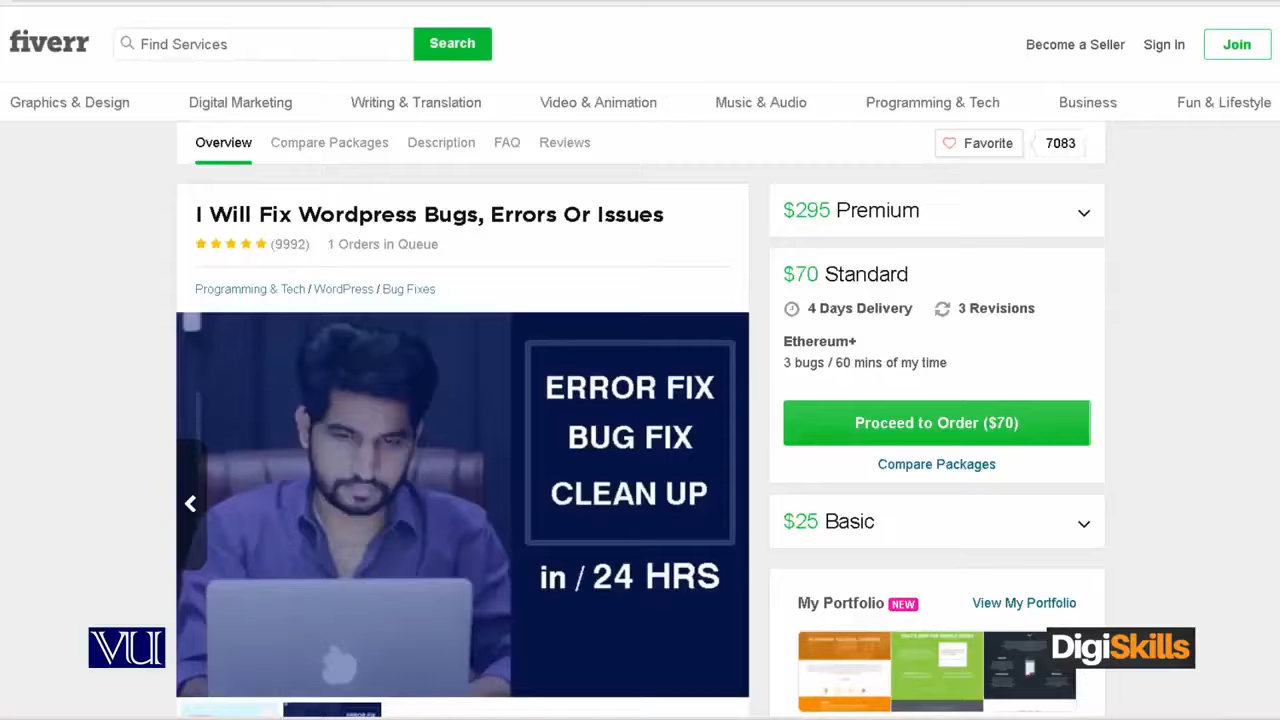 fiverr
Find Services
Search
Become a Seller
Sign In
Join
Graphics & Design
Digital Marketing
Writing & Translation
Video & Animation
Music & Audio
Programming & Tech
Business
Fun & Lifestyle
Overview
Compare Packages
Description
FAQ
Reviews
Favorite
7083
I Will Fix Wordpress Bugs, Errors Or Issues
(9992)
1 Orders in Queue
Programming & Tech / WordPress / Bug Fixes
ERROR FIX
BUG FIX
CLEAN UP
in / 24 HRS
$295 Premium
$70 Standard
4 Days Delivery
3 Revisions
Ethereum+
3 bugs / 60 mins of my time
Proceed to Order ($70)
Compare Packages
$25 Basic
My Portfolio NEW
View My Portfolio
VU
DigiSkills